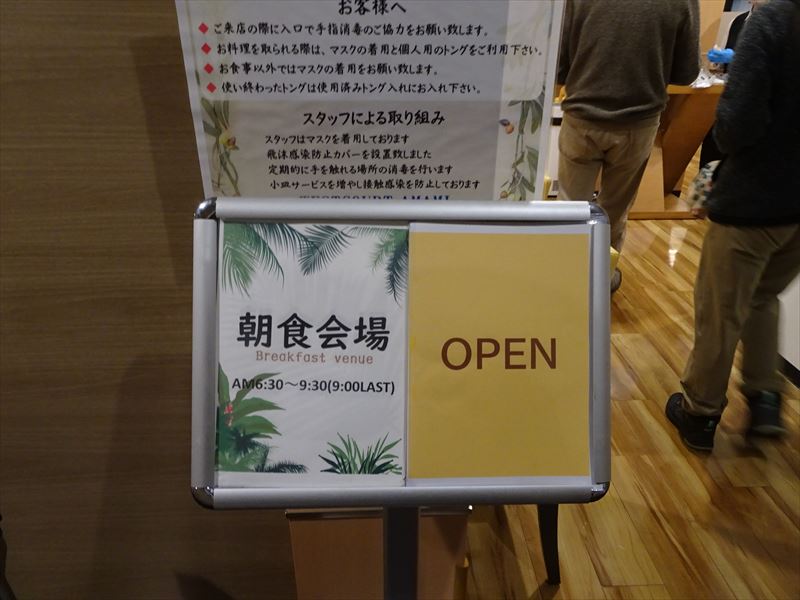 お客様へ
◆ ご来店の際に入口で手指消毒のご協力をお願い致します。
◆ お料理を取られる際は、マスクの着用と個人用のトングをご利用下さい。
◆ お食事以外ではマスクの着用をお願い致します。
◆ 使い終わったトングは使用済みトング入れにお入れ下さい。
スタッフによる取り組み
スタッフはマスクを着用しております
飛沫感染防止カバーを設置致しました
定期的に手を触れる場所の消毒を行います
小皿サービスを増やし接触感染を防止しております
WESTCOURT AMAMI
朝食会場
Breakfast venue
AM6:30～9:30(9:00LAST)
OPEN